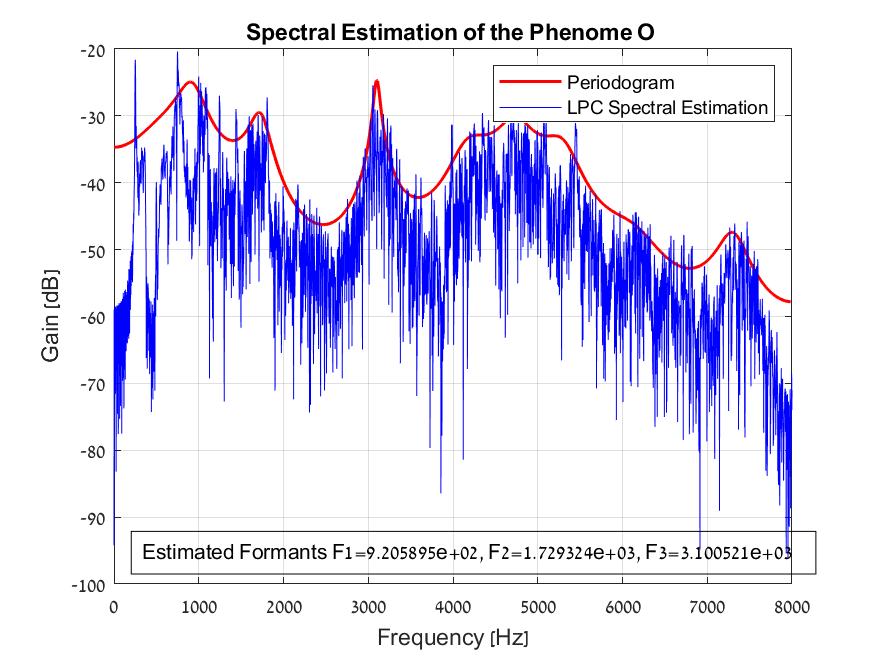 Spectral Estimation of the Phenome O
Periodogram
LPC Spectral Estimation
Gain [dB]
-20
-30
-40
-50
-60
-70
-80
-90
-100
Estimated Formants F1=9.205895e+02, F2=1.729324e+03, F3=3.100521e+03
0 1000 2000 3000 4000 5000 6000 7000 8000
Frequency [Hz]